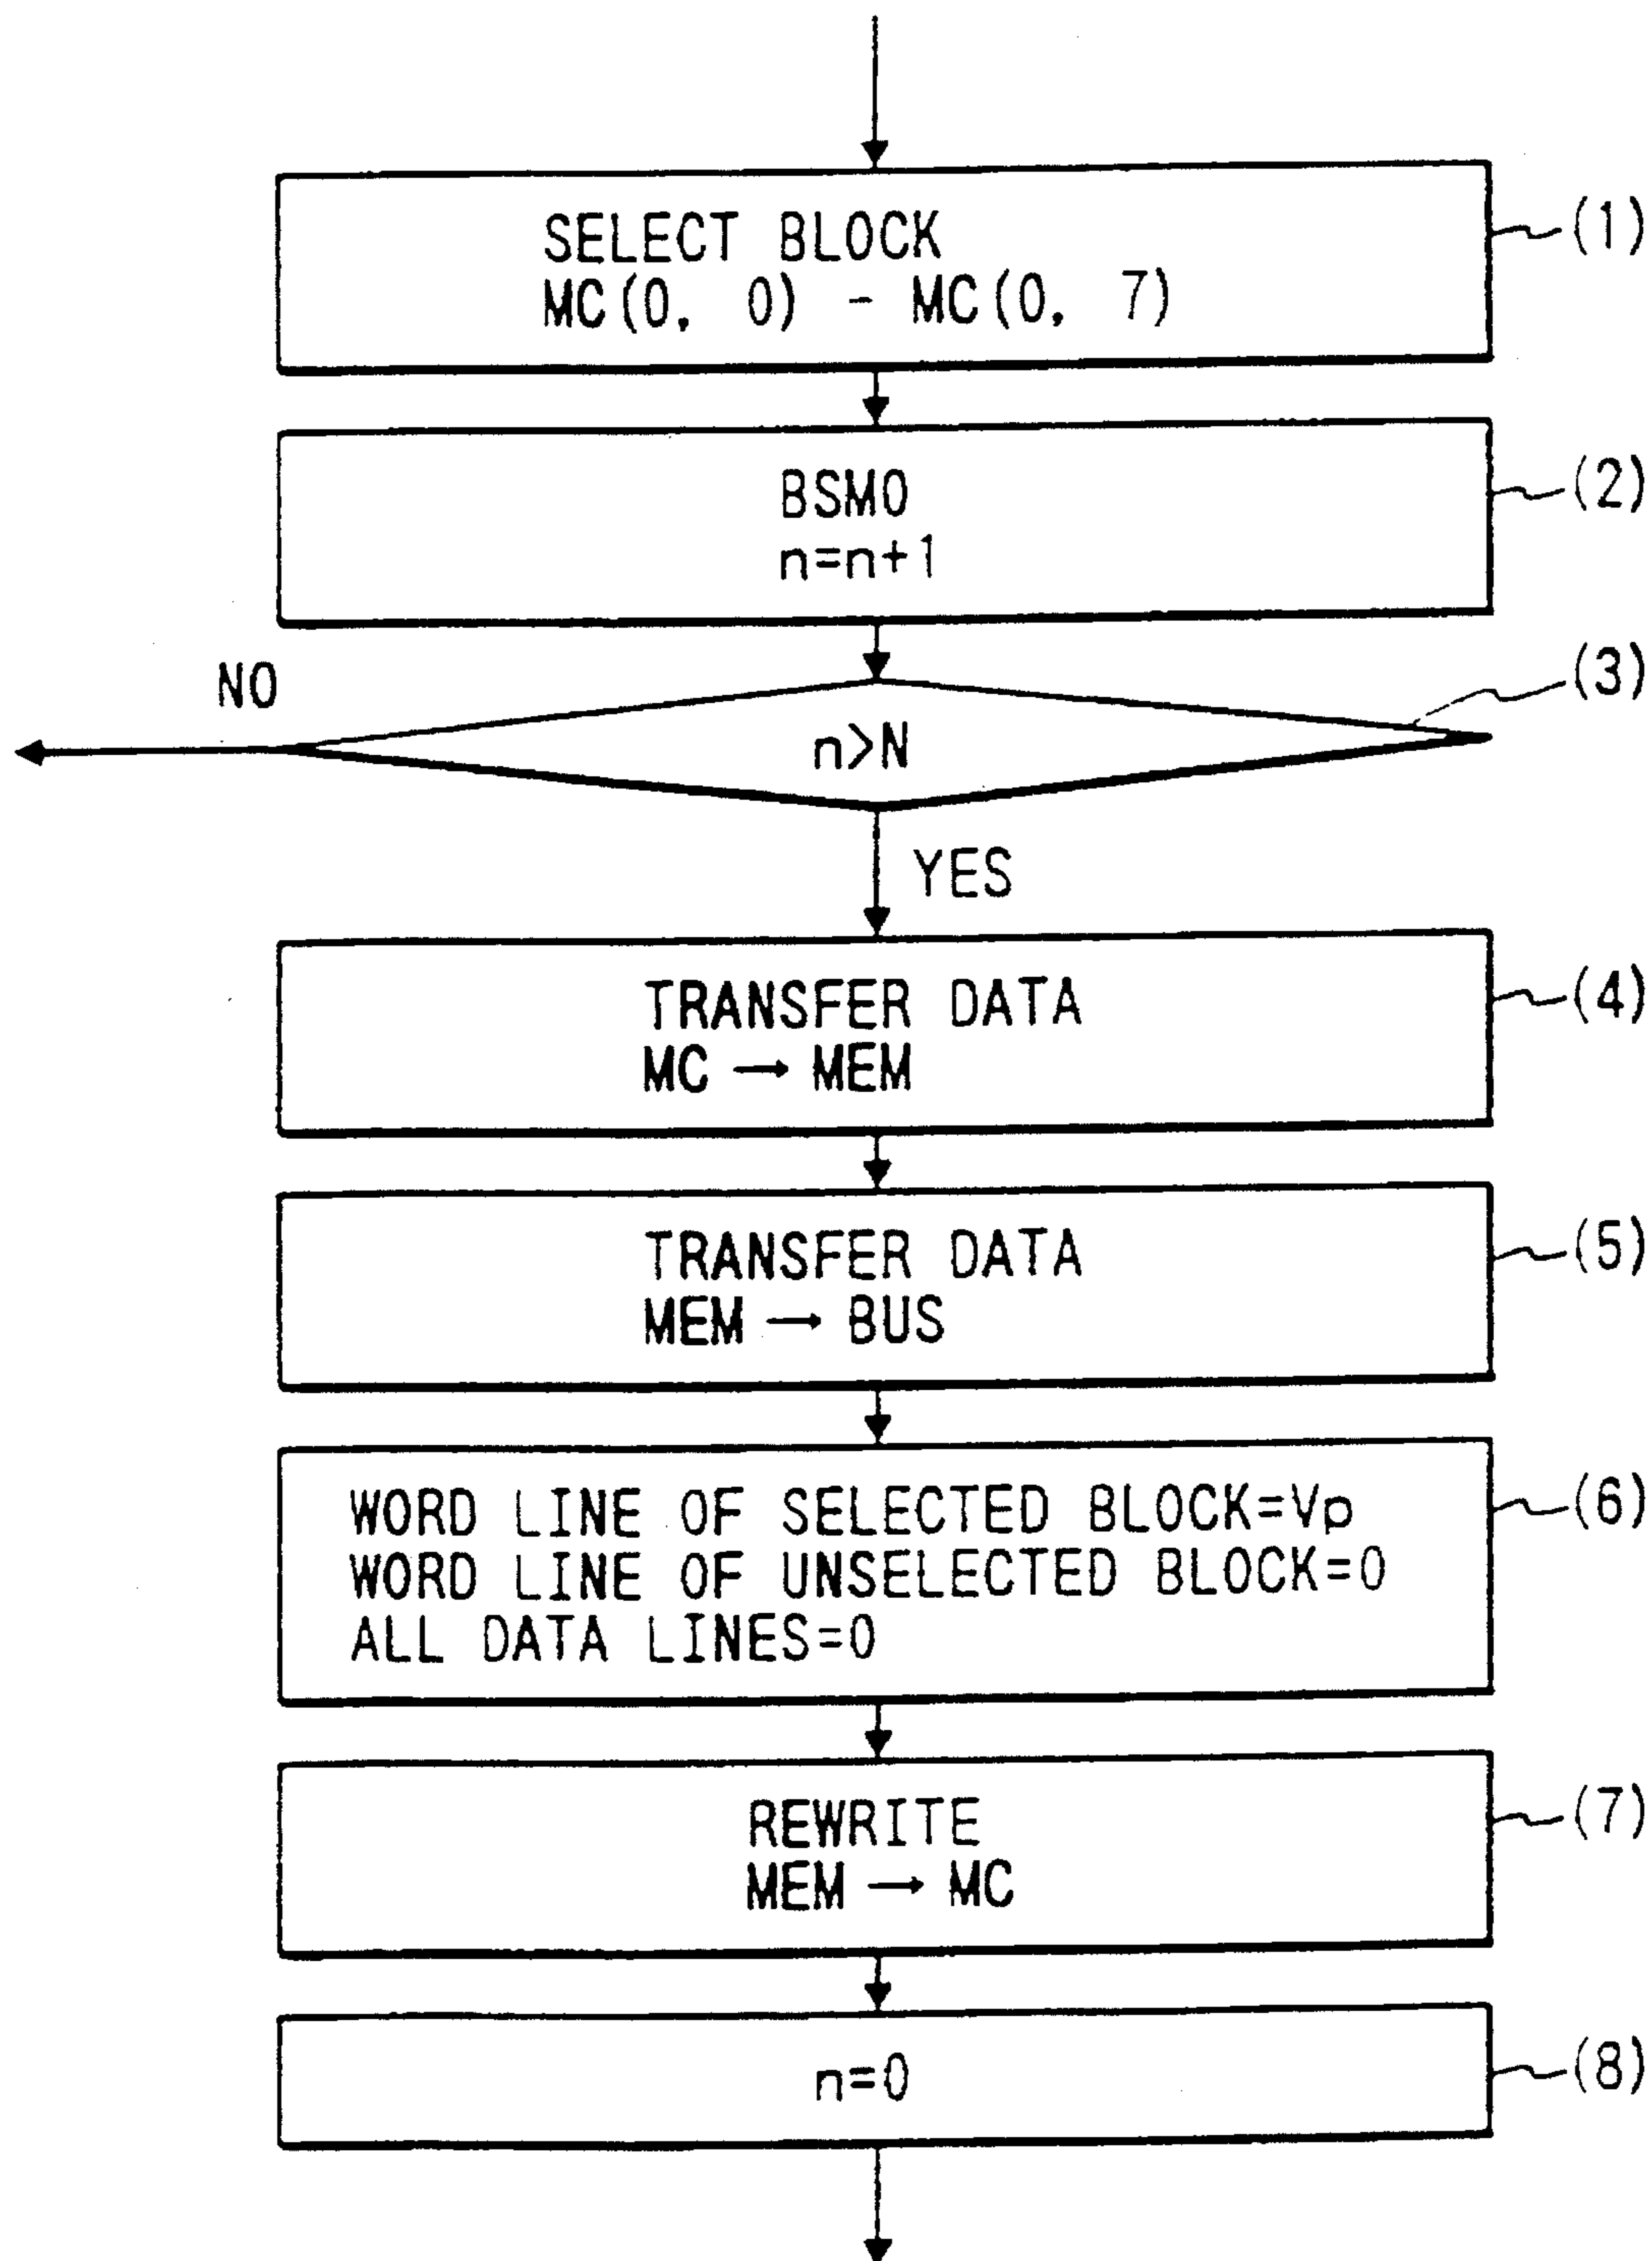 SELECT BLOCK
MC(0, 0) - MC(0, 7)
(1)
BSM0
n=n+1
(2)
NO
n>N
(3)
YES
TRANSFER DATA
MC → MEM
(4)
TRANSFER DATA
MEM → BUS
(5)
WORD LINE OF SELECTED BLOCK=Vp
WORD LINE OF UNSELECTED BLOCK=0
ALL DATA LINES=0
(6)
REWRITE
MEM → MC
(7)
n=0
(8)